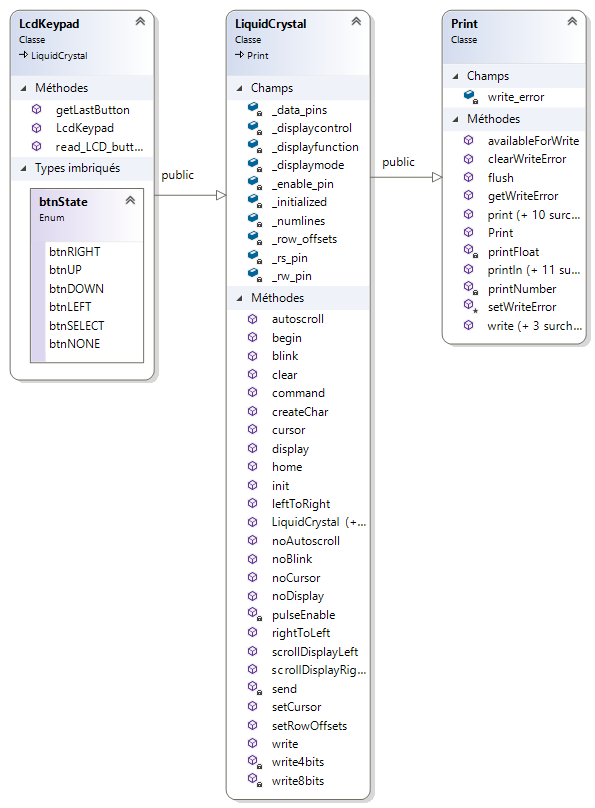 LcdKeypad
Classe
LiquidCrystal
Méthodes
getLastButton
LcdKeypad
read_LCD_butt...
Types imbriqués
btnState
Enum
btnRIGHT
btnUP
btnDOWN
btnLEFT
btnSELECT
btnNONE
public
LiquidCrystal
Classe
Print
Champs
_data_pins
_displaycontrol
_displayfunction
_displaymode
_enable_pin
_initialized
_numlines
_row_offsets
_rs_pin
_rw_pin
Méthodes
autoscroll
begin
blink
clear
command
createChar
cursor
display
home
init
leftToRight
LiquidCrystal (+...
noAutoscroll
noBlink
noCursor
noDisplay
pulseEnable
rightToLeft
scrollDisplayLeft
scrollDisplayRig...
send
setCursor
setRowOffsets
write
write4bits
write8bits
public
Print
Classe
Champs
write_error
Méthodes
availableForWrite
clearWriteError
flush
getWriteError
print (+ 10 surc...
Print
printFloat
println (+ 11 su...
printNumber
setWriteError
write (+ 3 surch...